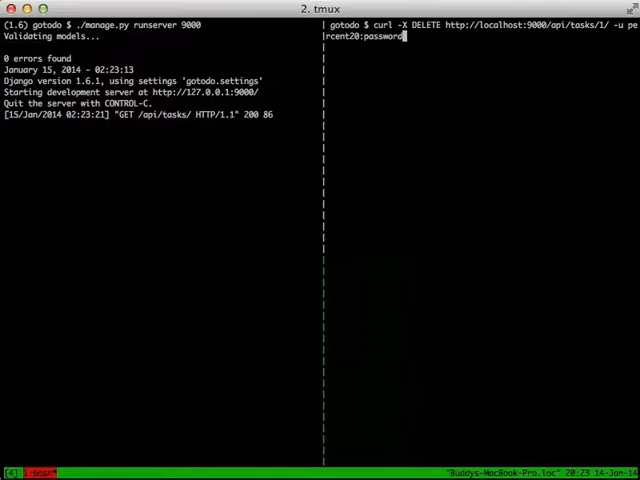 2. tmux
(1.6) gotodo $ ./manage.py runserver 9000
Validating models...
0 errors found
January 15, 2014 - 02:23:13
Django version 1.6.1, using settings 'gotodo.settings'
Starting development server at http://127.0.0.1:9000/
Quit the server with CONTROL-C.
[15/Jan/2014 02:23:21] "GET /api/tasks/ HTTP/1.1" 200 86
gotodo $ curl -X DELETE http://localhost:9000/api/tasks/1/ -u pe
rcent20:password
[4] 1:bash* "Buddys-MacBook-Pro.loc" 20:23 14-Jan-14